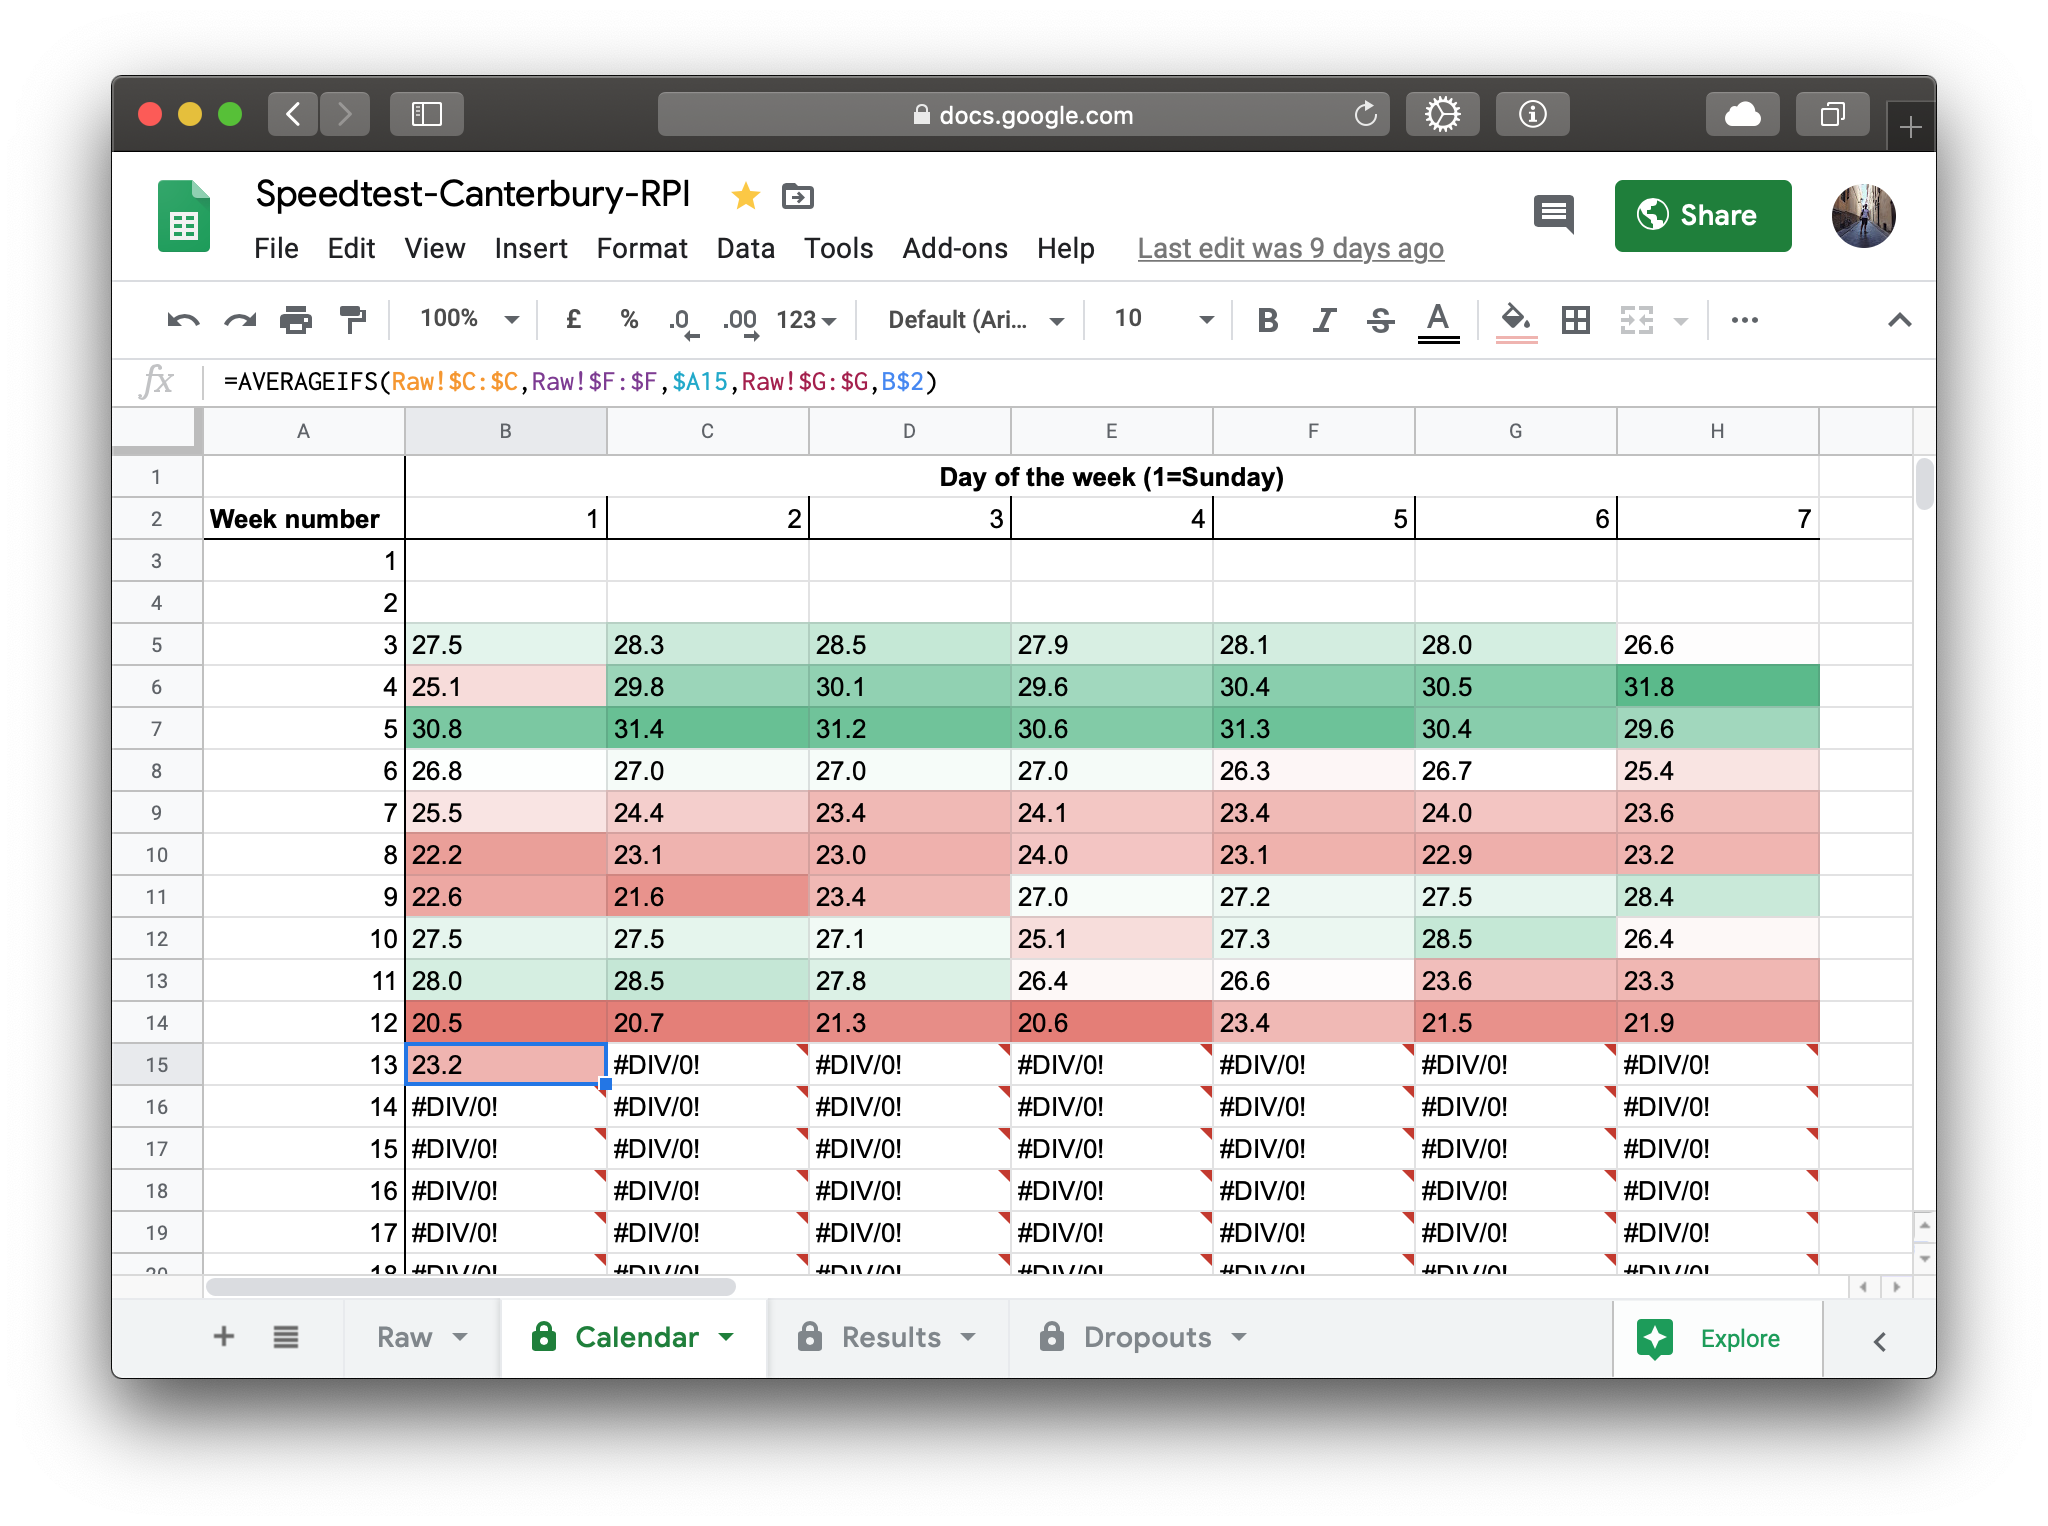 docs.google.com
Speedtest-Canterbury-RPI
Share
File Edit View Insert Format Data Tools Add-ons Help Last edit was 9 days ago
100% £ % .0 .00 123 Default (Ari... 10 B I S A
fx =AVERAGEIFS(Raw!$C:$C,Raw!$F:$F,$A15,Raw!$G:$G,B$2)
A B C D E F G H
1 Day of the week (1=Sunday)
2 Week number 1 2 3 4 5 6 7
3 1
4 2
5 3 27.5 28.3 28.5 27.9 28.1 28.0 26.6
6 4 25.1 29.8 30.1 29.6 30.4 30.5 31.8
7 5 30.8 31.4 31.2 30.6 31.3 30.4 29.6
8 6 26.8 27.0 27.0 27.0 26.3 26.7 25.4
9 7 25.5 24.4 23.4 24.1 23.4 24.0 23.6
10 8 22.2 23.1 23.0 24.0 23.1 22.9 23.2
11 9 22.6 21.6 23.4 27.0 27.2 27.5 28.4
12 10 27.5 27.5 27.1 25.1 27.3 28.5 26.4
13 11 28.0 28.5 27.8 26.4 26.6 23.6 23.3
14 12 20.5 20.7 21.3 20.6 23.4 21.5 21.9
15 13 23.2 #DIV/0! #DIV/0! #DIV/0! #DIV/0! #DIV/0! #DIV/0!
16 14 #DIV/0! #DIV/0! #DIV/0! #DIV/0! #DIV/0! #DIV/0! #DIV/0!
17 15 #DIV/0! #DIV/0! #DIV/0! #DIV/0! #DIV/0! #DIV/0! #DIV/0!
18 16 #DIV/0! #DIV/0! #DIV/0! #DIV/0! #DIV/0! #DIV/0! #DIV/0!
19 17 #DIV/0! #DIV/0! #DIV/0! #DIV/0! #DIV/0! #DIV/0! #DIV/0!
20 18 #DIV/0! #DIV/0! #DIV/0! #DIV/0! #DIV/0! #DIV/0! #DIV/0!
Raw Calendar Results Dropouts Explore